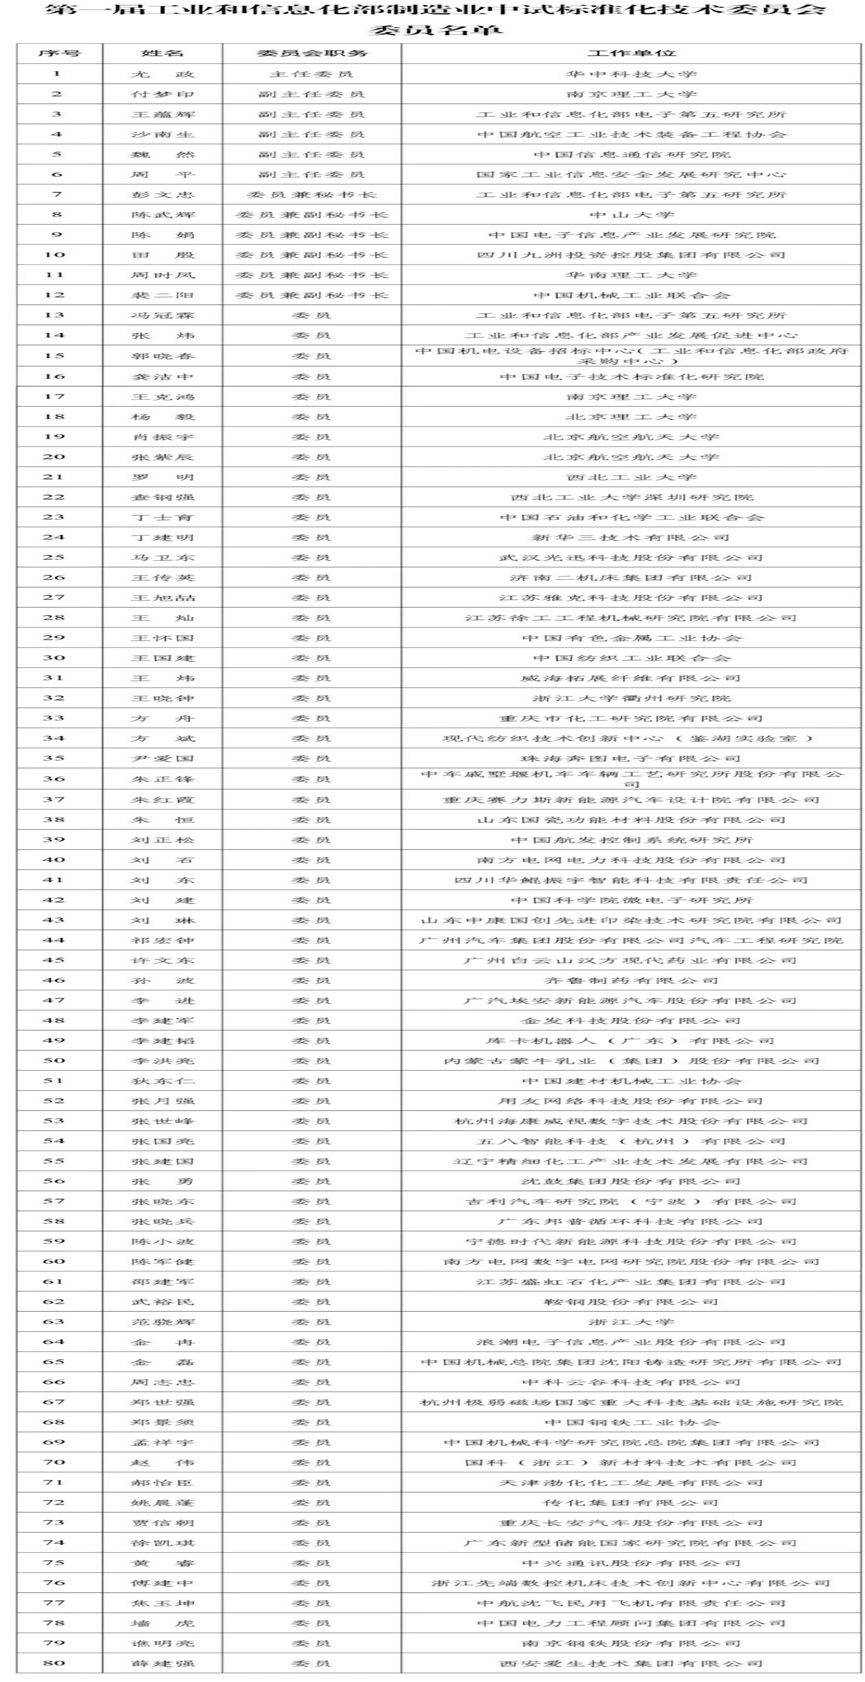 第一届工业和信息化部制造业中试标准化技术委员会
委员名单
序号 姓名 委员会职务 工作单位
1 尤 政 主任委员 华中科技大学
2 付梦印 副主任委员 南京理工大学
3 王蕴辉 副主任委员 工业和信息化部电子第五研究所
4 沙南生 副主任委员 中国航空工业技术装备工程协会
5 魏 然 副主任委员 中国信息通信研究院
6 周 平 副主任委员 国家工业信息安全发展研究中心
7 彭文忠 委员兼秘书长 工业和信息化部电子第五研究所
8 陈武辉 委员兼副秘书长 中山大学
9 陈 娟 委员兼副秘书长 中国电子信息产业发展研究院
10 田 殷 委员兼副秘书长 四川九洲投资控股集团有限公司
11 周时凤 委员兼副秘书长 华南理工大学
12 裴二阳 委员兼副秘书长 中国机械工业联合会
13 冯冠霖 委员 工业和信息化部电子第五研究所
14 张 炜 委员 工业和信息化部产业发展促进中心
15 郭晓春 委员 中国机电设备招标中心(工业和信息化部政府
采购中心)
16 龚洁中 委员 中国电子技术标准化研究院
17 王克鸿 委员 南京理工大学
18 杨 毅 委员 北京理工大学
19 肖振宇 委员 北京航空航天大学
20 张紫辰 委员 北京航空航天大学
21 罗 明 委员 西北工业大学
22 查钢强 委员 西北工业大学深圳研究院
23 丁士育 委员 中国石油和化学工业联合会
24 丁建明 委员 新华三技术有限公司
25 马卫东 委员 武汉光迅科技股份有限公司
26 王传英 委员 济南二机床集团有限公司
27 王旭喆 委员 江苏雅克科技股份有限公司
28 王 灿 委员 江苏徐工工程机械研究院有限公司
29 王怀国 委员 中国有色金属工业协会
30 王国建 委员 中国纺织工业联合会
31 王 炜 委员 威海拓展纤维有限公司
32 王晓钟 委员 浙江大学衢州研究院
33 方 舟 委员 重庆市化工研究院有限公司
34 方 斌 委员 现代纺织技术创新中心(鉴湖实验室)
35 尹爱国 委员 珠海奔图电子有限公司
36 朱正锋 委员 中车戚墅堰机车车辆工艺研究所股份有限公
司
37 朱红霞 委员 重庆赛力斯新能源汽车设计院有限公司
38 朱 恒 委员 山东国瓷功能材料股份有限公司
39 刘正松 委员 中国航发控制系统研究所
40 刘 石 委员 南方电网电力科技股份有限公司
41 刘 东 委员 四川华鲲振宇智能科技有限责任公司
42 刘 建 委员 中国科学院微电子研究所
43 刘 琳 委员 山东中康国创先进印染技术研究院有限公司
44 祁宏钟 委员 广州汽车集团股份有限公司汽车工程研究院
45 许文东 委员 广州白云山汉方现代药业有限公司
46 孙 波 委员 齐鲁制药有限公司
47 李 进 委员 广汽埃安新能源汽车股份有限公司
48 李建军 委员 金发科技股份有限公司
49 李建韬 委员 库卡机器人(广东)有限公司
50 李洪亮 委员 内蒙古蒙牛乳业(集团)股份有限公司
51 狄东仁 委员 中国建材机械工业协会
52 张月强 委员 用友网络科技股份有限公司
53 张世峰 委员 杭州海康威视数字技术股份有限公司
54 张国亮 委员 五八智能科技(杭州)有限公司
55 张建国 委员 辽宁精细化工产业技术发展有限公司
56 张 勇 委员 沈鼓集团股份有限公司
57 张晓东 委员 吉利汽车研究院(宁波)有限公司
58 张晓兵 委员 广东邦普循环科技有限公司
59 陈小波 委员 宁德时代新能源科技股份有限公司
60 陈军健 委员 南方电网数字电网研究院股份有限公司
61 邵建军 委员 江苏盛虹石化产业集团有限公司
62 武裕民 委员 鞍钢股份有限公司
63 范骁辉 委员 浙江大学
64 金 冉 委员 浪潮电子信息产业股份有限公司
65 金 磊 委员 中国机械总院集团沈阳铸造研究所有限公司
66 周志忠 委员 中科云谷科技有限公司
67 郑世强 委员 杭州极弱磁场国家重大科技基础设施研究院
68 郑景须 委员 中国钢铁工业协会
69 孟祥宇 委员 中国机械科学研究院总院集团有限公司
70 赵 伟 委员 国科(浙江)新材料技术有限公司
71 郝怡臣 委员 天津渤化化工发展有限公司
72 姚晨蓬 委员 传化集团有限公司
73 贾信朝 委员 重庆长安汽车股份有限公司
74 徐凯琪 委员 广东新型储能国家研究院有限公司
75 黄 睿 委员 中兴通讯股份有限公司
76 傅建中 委员 浙江先端数控机床技术创新中心有限公司
77 焦玉坤 委员 中航沈飞民用飞机有限责任公司
78 墙 虎 委员 中国电力工程顾问集团有限公司
79 谯明亮 委员 南京钢铁股份有限公司
80 薛建强 委员 西安爱生技术集团有限公司